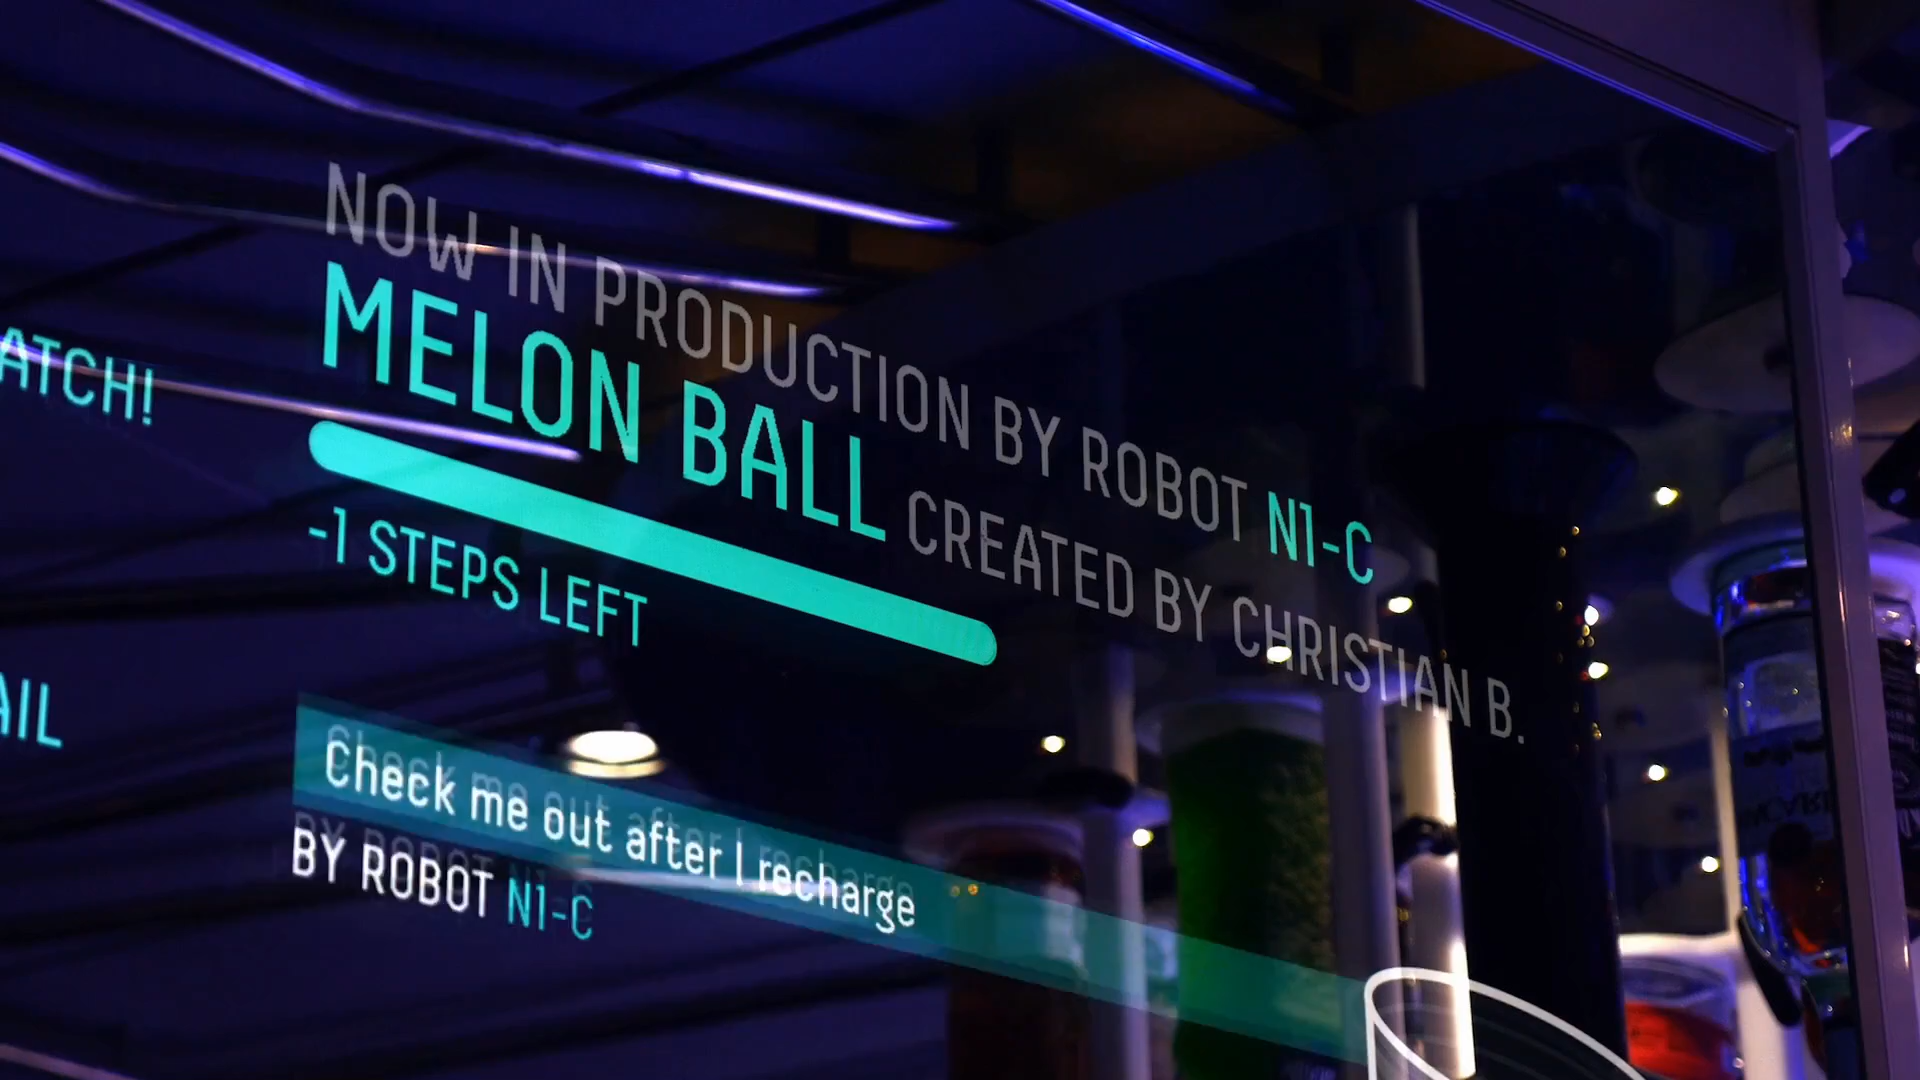 NOW IN PRODUCTION BY ROBOT N1-C
MELON BALL CREATED BY CHRISTIAN B.
-1 STEPS LEFT
Check me out after I recharge
BY ROBOT N1-C
ATCH!
AIL